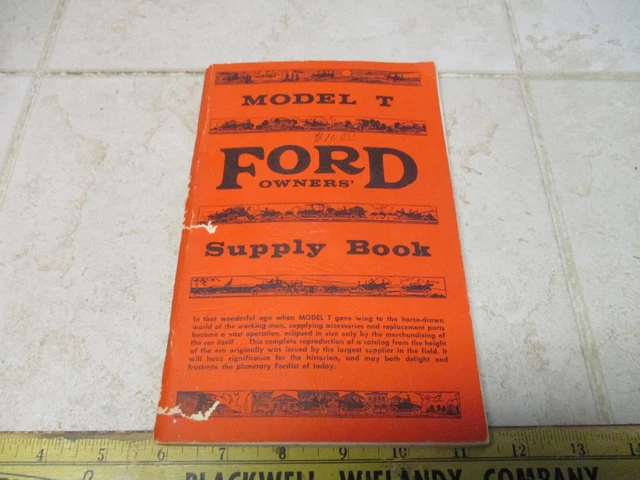 MODEL T
$10.00
FORD
OWNERS'
Supply Book
In that wonderful age when MODEL T gave wing to the horse-drawn
world of the working man, supplying accessories and replacement parts
became a vast operation, eclipsed in size only by the merchandising of
the car itself . . . This complete reproduction of a catalog from the height
of the era originally was issued by the largest supplier in the field. It
will have significance for the historian, and may both delight and
frustrate the planetary Fordist of today.
4 5 6 7 8 9 10 11 12 13 14
BLACKWELL WIELANDY COMPANY